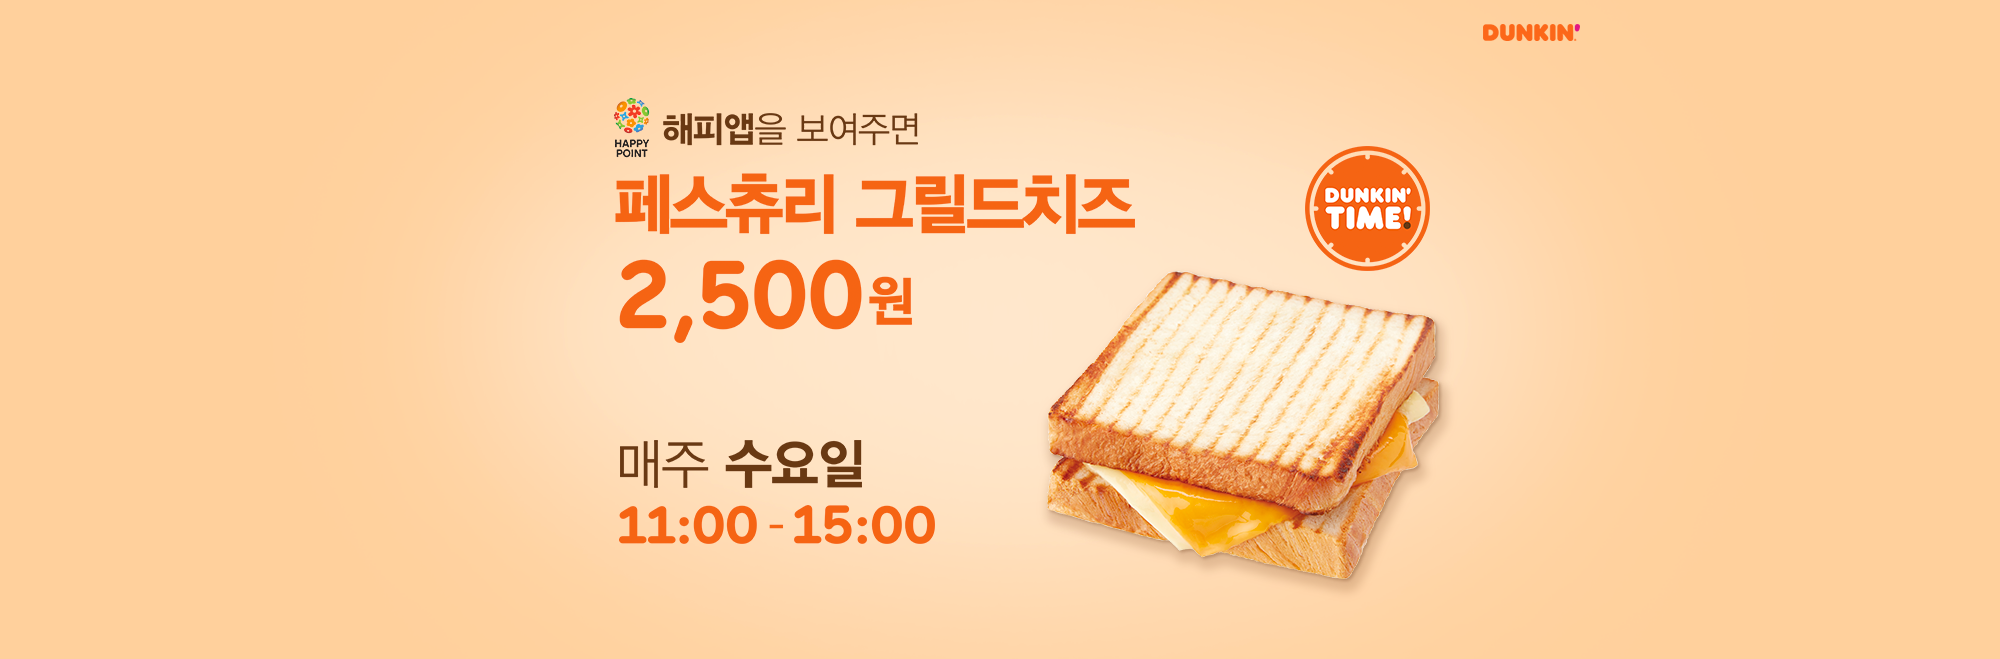 DUNKIN'
HAPPY
POINT
해피앱을 보여주면
페스츄리 그릴드치즈
2,500원
DUNKIN'
TIME!
매주 수요일
11:00 - 15:00